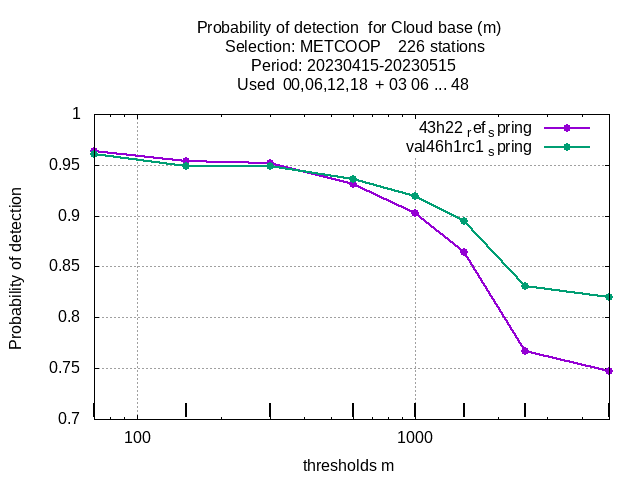 Probability of detection  for Cloud base (m)
Selection: METCOOP    226 stations
Period: 20230415-20230515
Used  00,06,12,18  + 03 06 ... 48
43h22 ref spring
val46h1rc1 spring
1
0.95
0.9
0.85
0.8
0.75
0.7
Probability of detection
100
1000
thresholds m